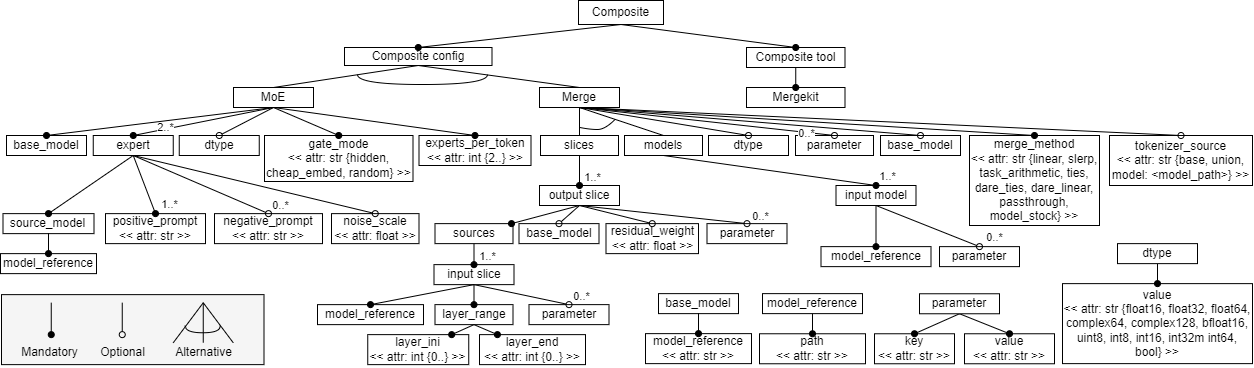 Composite
Composite config
Composite tool
MoE
Merge
Mergekit
2..*
0..*
base_model
expert
dtype
gate_mode
<< attr: str {hidden,
cheap_embed, random} >>
experts_per_token
<< attr: int {2..} >>
slices
models
dtype
parameter
base_model
merge_method
<< attr: str {linear, slerp,
task_arithmetic, ties,
dare_ties, dare_linear,
passthrough,
model_stock} >>
tokenizer_source
<< attr: str {base, union,
model: <model_path>} >>
1..*
1..*
output slice
input model
1..*
0..*
source_model
positive_prompt
<< attr: str >>
negative_prompt
<< attr: str >>
noise_scale
<< attr: float >>
0..*
sources
base_model
residual_weight
<< attr: float >>
parameter
0..*
model_reference
model_reference
parameter
dtype
1..*
input slice
0..*
model_reference
layer_range
parameter
layer_ini
<< attr: int {0..} >>
layer_end
<< attr: int {0..} >>
base_model
model_reference
<< attr: str >>
model_reference
path
<< attr: str >>
parameter
key
<< attr: str >>
value
<< attr: str >>
value
<< attr: str {float16, float32, float64,
complex64, complex128, bfloat16,
uint8, int8, int16, int32m int64,
bool} >>
Mandatory
Optional
Alternative